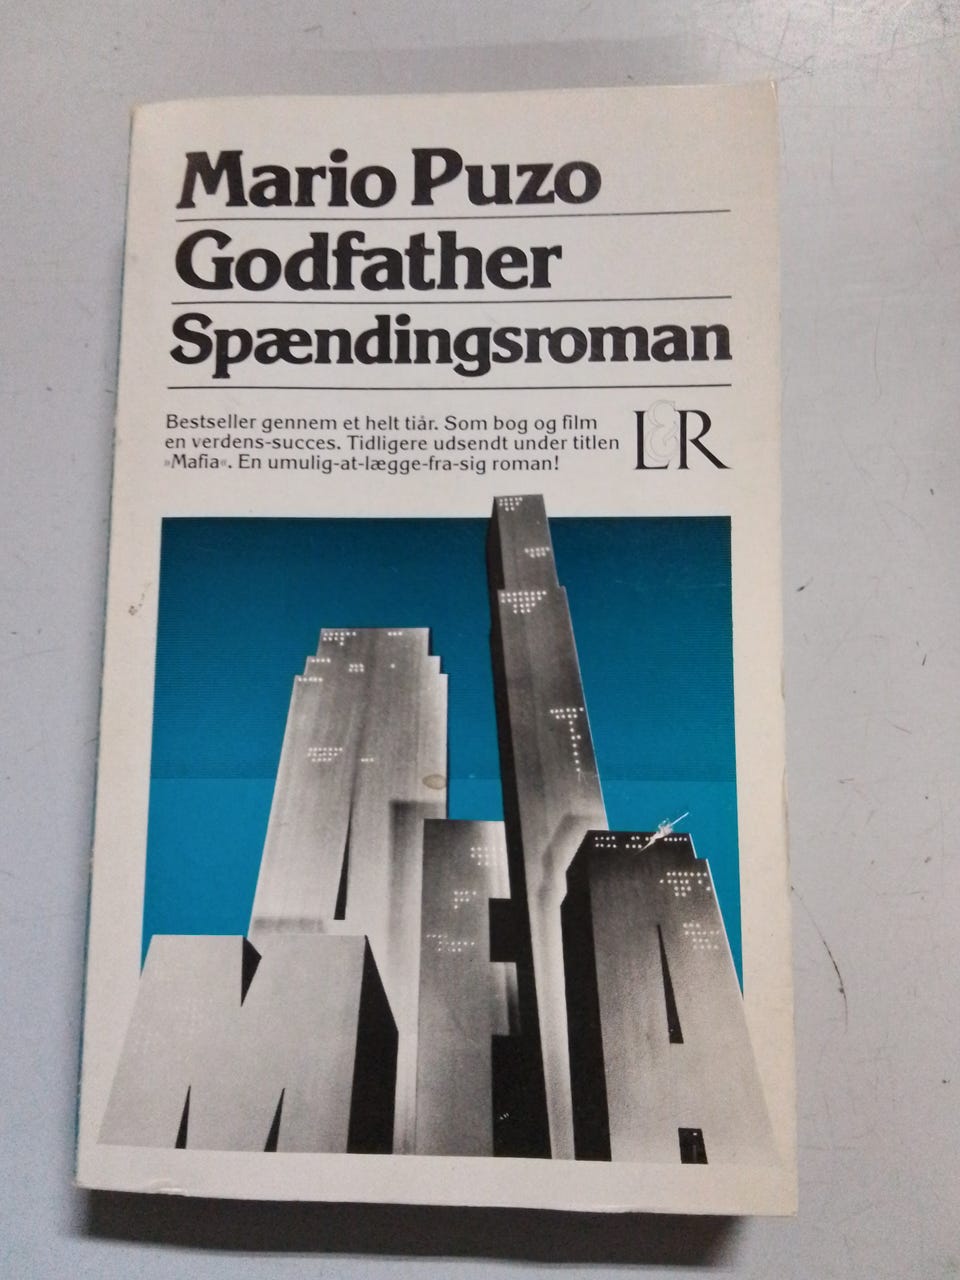 Mario Puzo
Godfather
Spændingsroman
Bestseller gennem et helt tiår. Som bog og film
en verdens-succes. Tidligere udsendt under titlen
»Mafia«. En umulig-at-lægge-fra-sig roman!
L&R
MAFIA